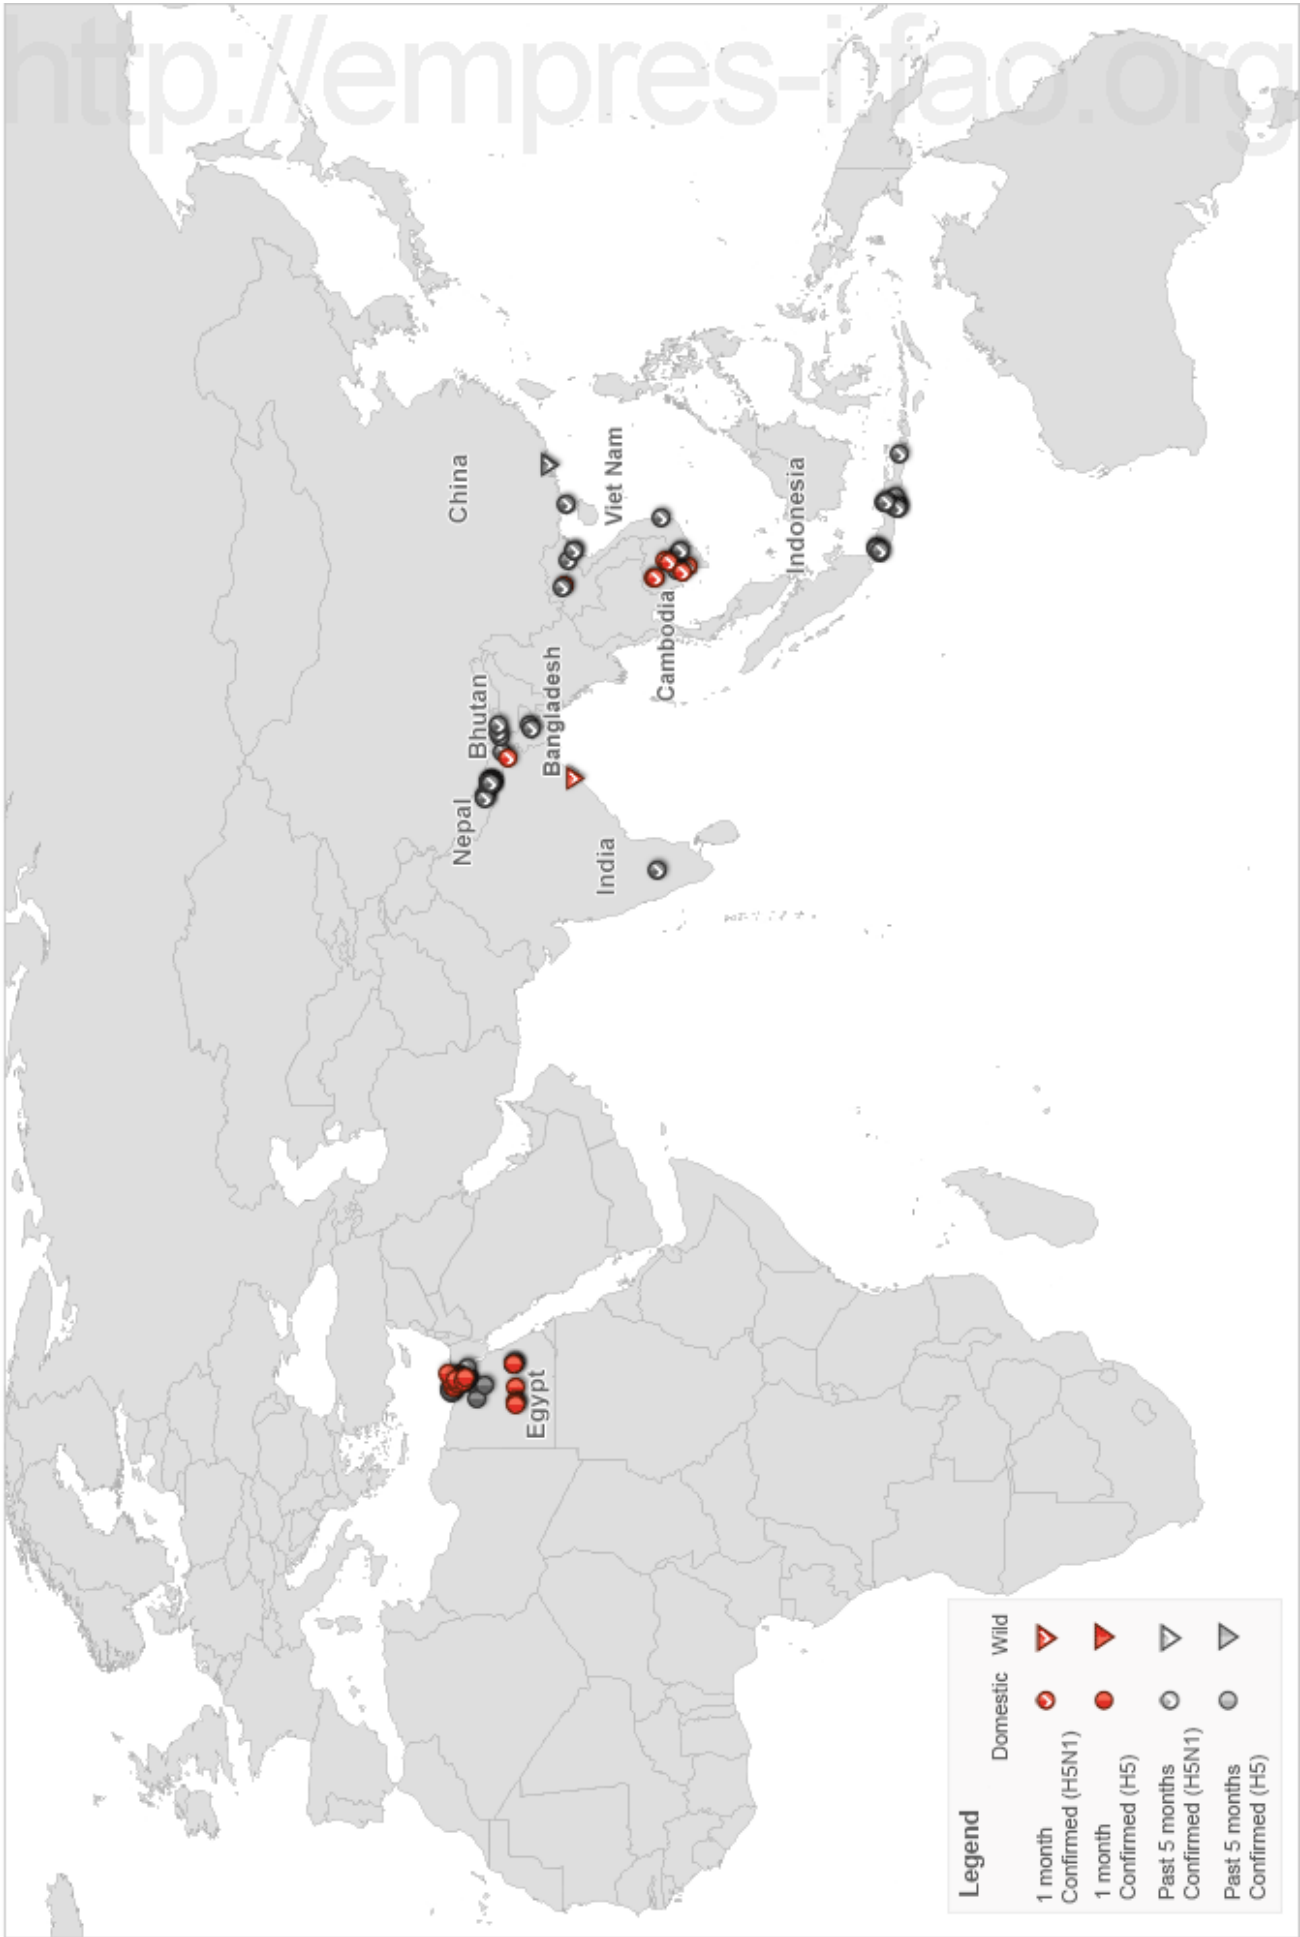 http://empres-i.fao.org
China
Viet Nam
Bhutan
Nepal
Bangladesh
Cambodia
India
Indonesia
Egypt
Legend
Domestic Wild
1 month
Confirmed (H5N1)
1 month
Confirmed (H5)
Past 5 months
Confirmed (H5N1)
Past 5 months
Confirmed (H5)